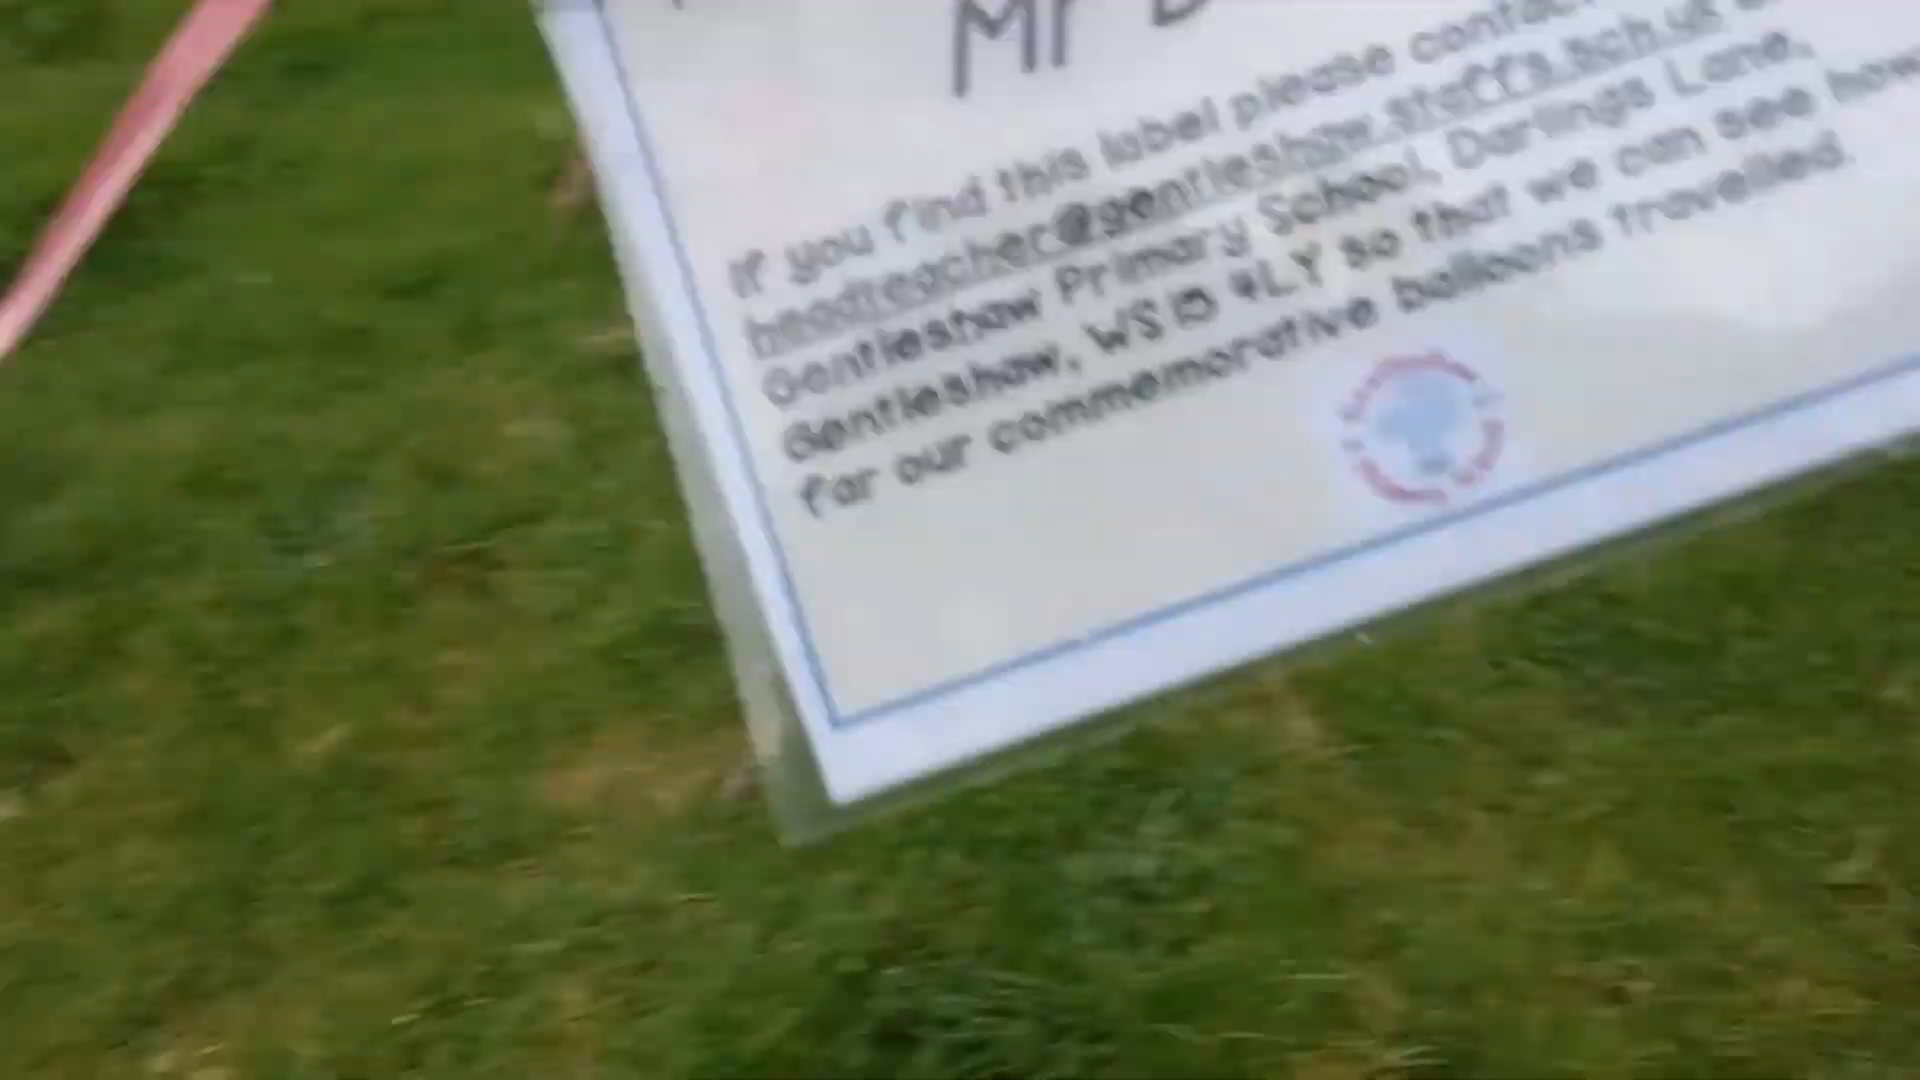 Mr
If you find this label please contact
headteacher@gentleshaw.staffs.sch.uk
Gentleshaw Primary School, Darlings Lane,
Gentleshaw, WS15 4LY so that we can see how
for our commemorative balloons travelled.